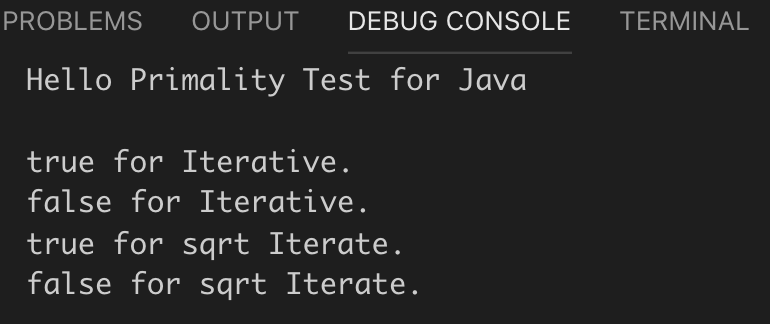 PROBLEMS OUTPUT DEBUG CONSOLE TERMINAL
Hello Primality Test for Java
true for Iterative.
false for Iterative.
true for sqrt Iterate.
false for sqrt Iterate.